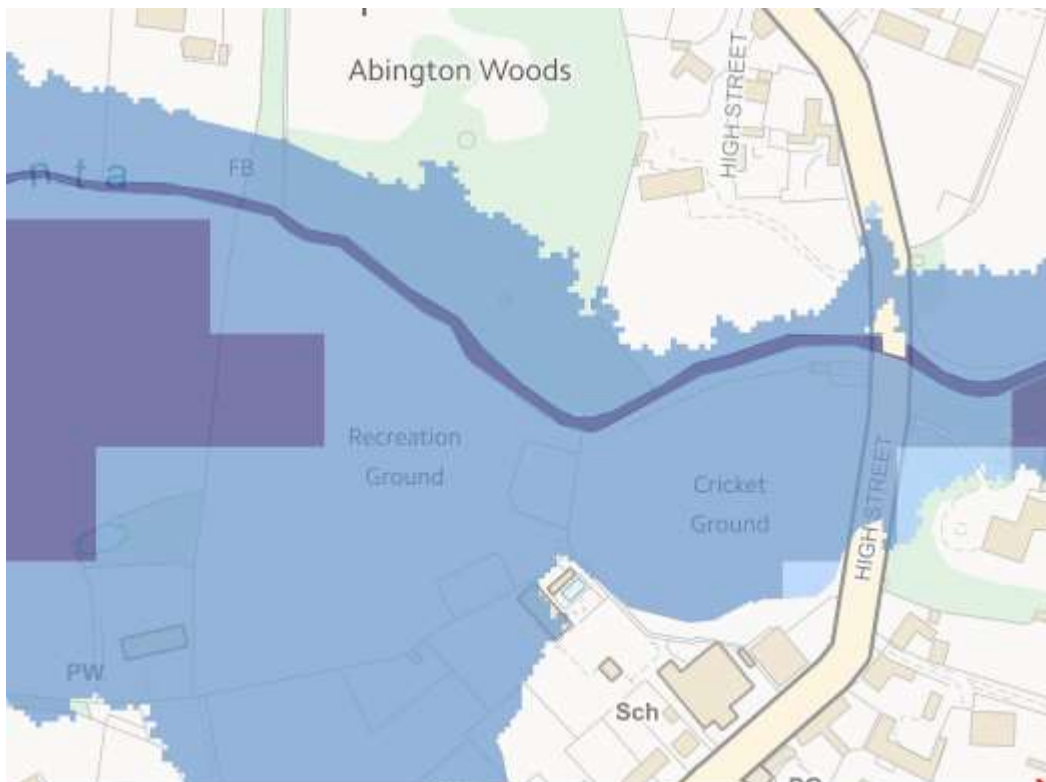 Abington Woods
HIGH STREET
n t a
FB
Recreation
Ground
Cricket
Ground
HIGH STREET
PW
Sch